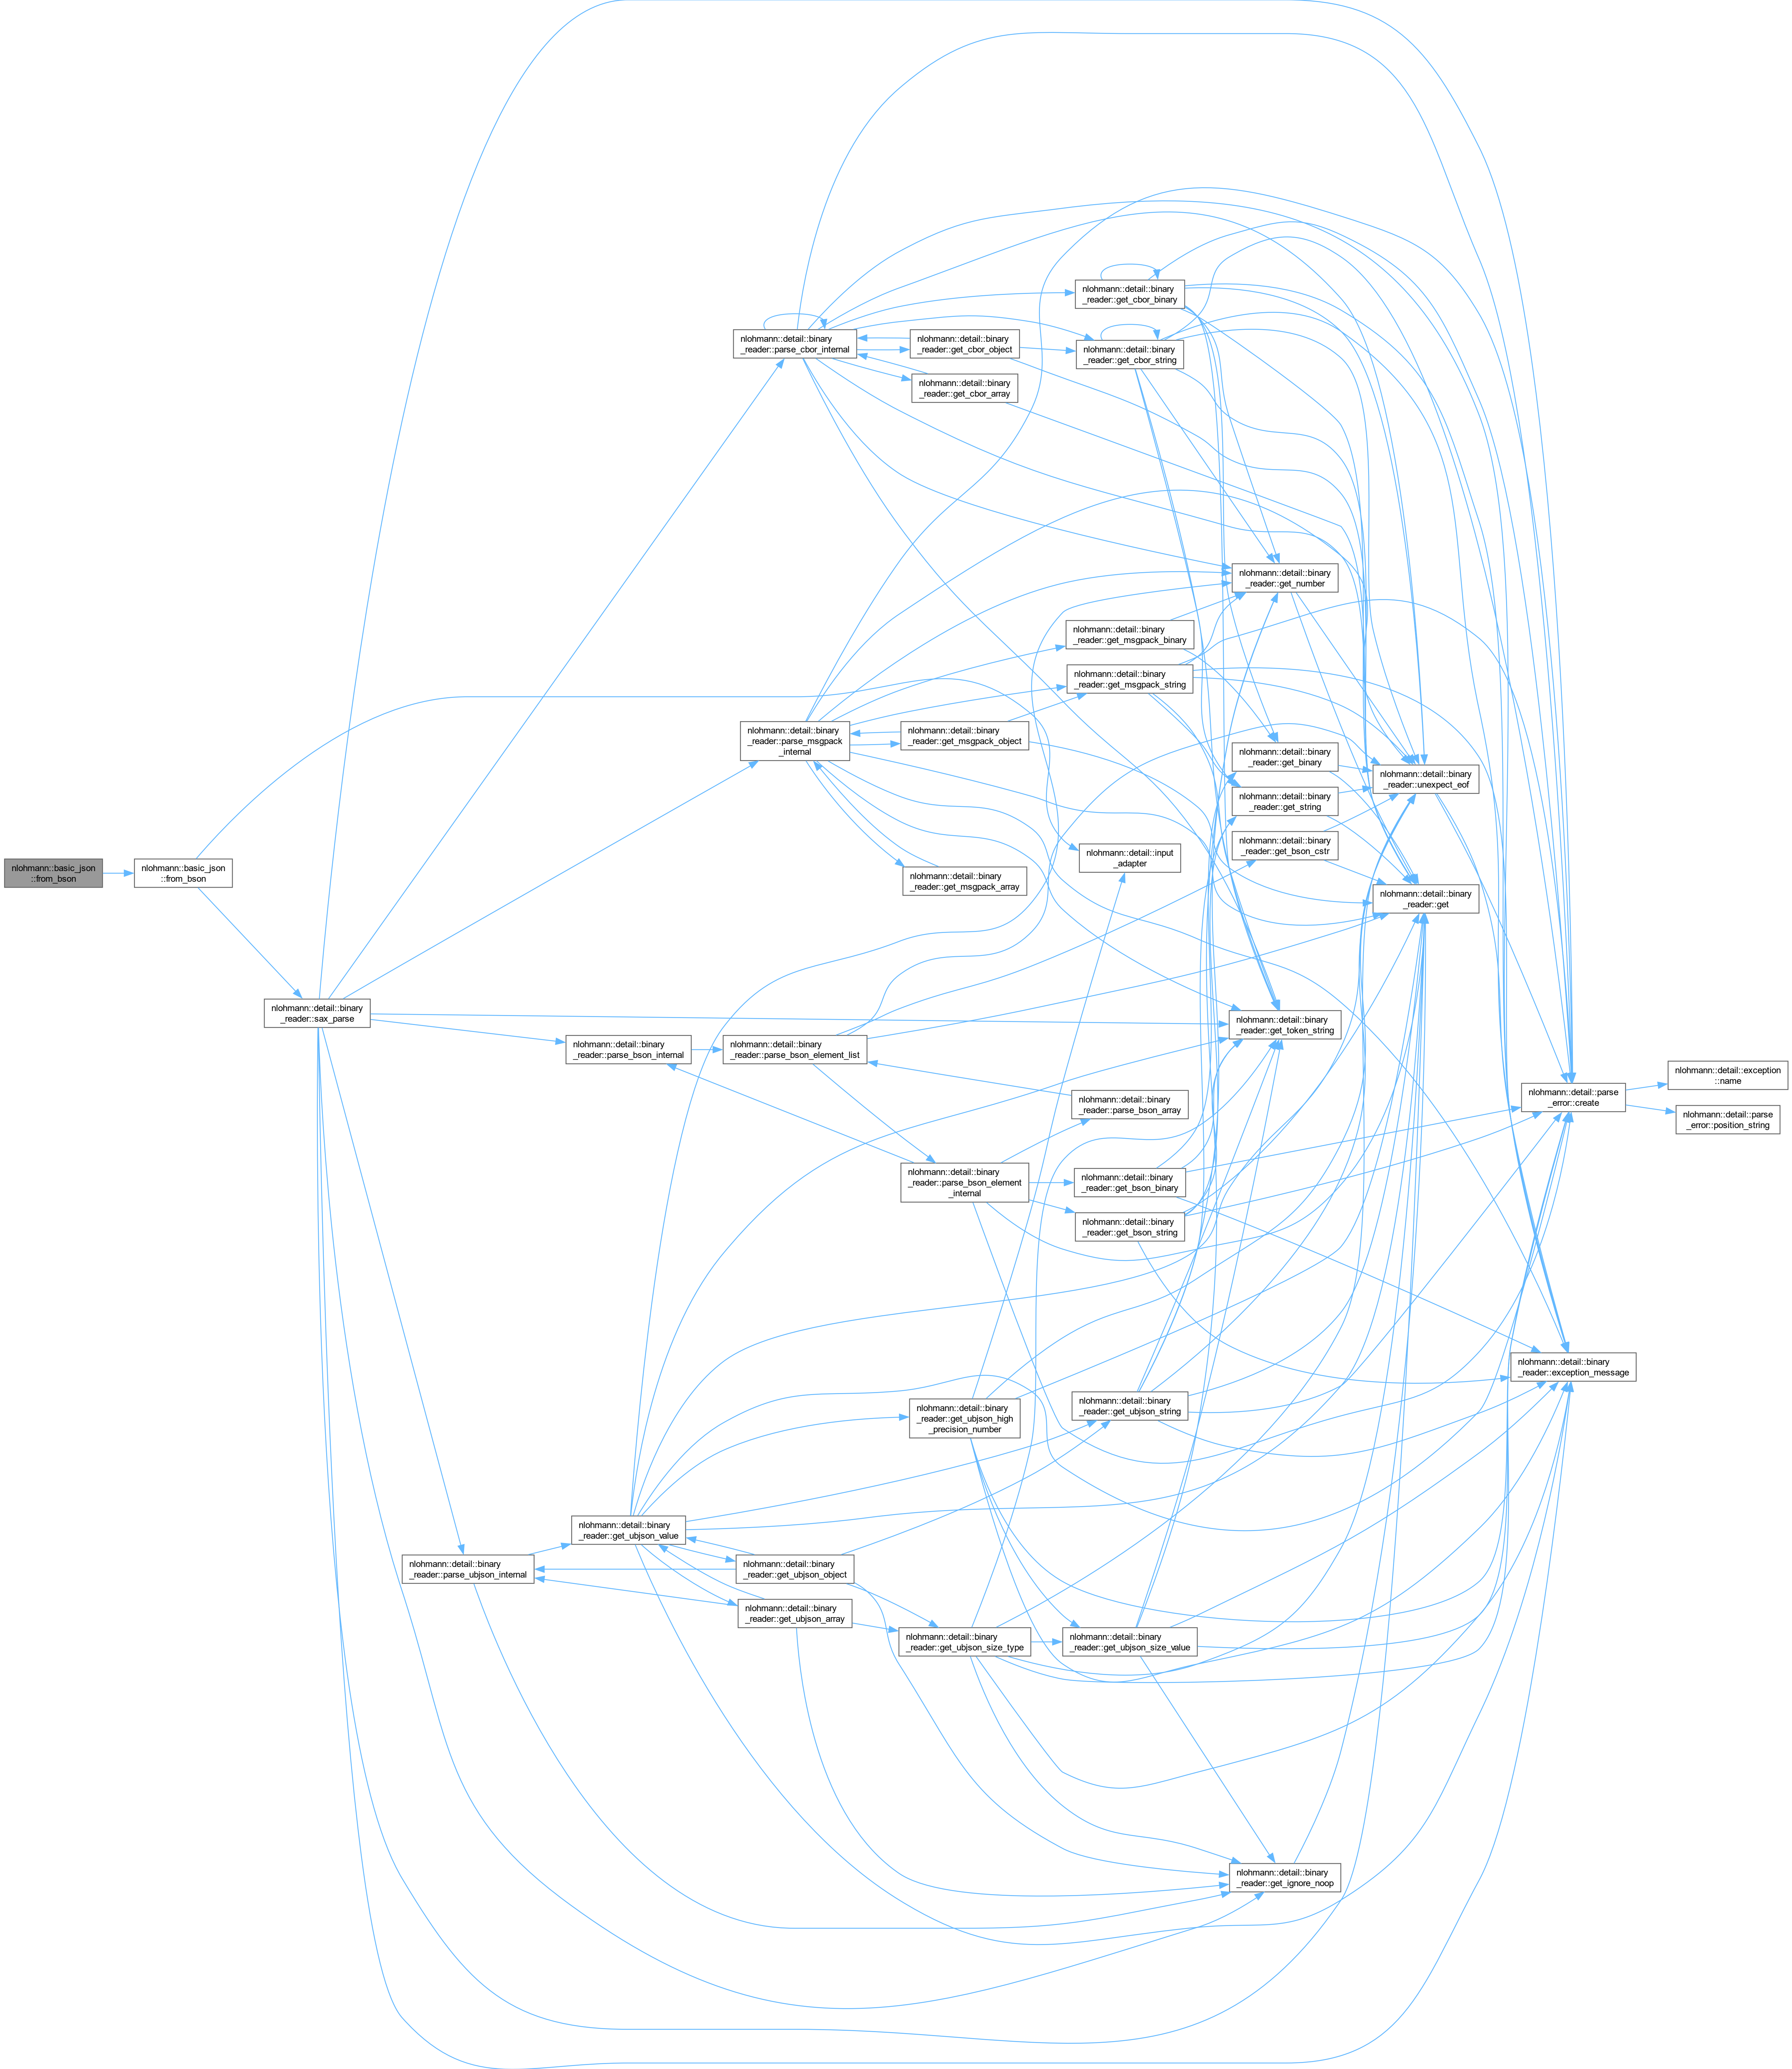 nlohmann::basic_json
::from_bson
nlohmann::basic_json
::from_bson
nlohmann::detail::binary
_reader::sax_parse
nlohmann::detail::binary
_reader::parse_ubjson_internal
nlohmann::detail::binary
_reader::parse_bson_internal
nlohmann::detail::binary
_reader::get_ubjson_value
nlohmann::detail::binary
_reader::parse_cbor_internal
nlohmann::detail::binary
_reader::parse_msgpack
_internal
nlohmann::detail::binary
_reader::parse_bson_element_list
nlohmann::detail::binary
_reader::get_ubjson_object
nlohmann::detail::binary
_reader::get_ubjson_array
nlohmann::detail::binary
_reader::get_cbor_object
nlohmann::detail::binary
_reader::get_cbor_array
nlohmann::detail::binary
_reader::get_msgpack_object
nlohmann::detail::binary
_reader::get_msgpack_array
nlohmann::detail::binary
_reader::parse_bson_element
_internal
nlohmann::detail::binary
_reader::get_ubjson_high
_precision_number
nlohmann::detail::binary
_reader::get_ubjson_size_type
nlohmann::detail::binary
_reader::get_cbor_binary
nlohmann::detail::binary
_reader::get_cbor_string
nlohmann::detail::binary
_reader::get_msgpack_binary
nlohmann::detail::binary
_reader::get_msgpack_string
nlohmann::detail::input
_adapter
nlohmann::detail::binary
_reader::parse_bson_array
nlohmann::detail::binary
_reader::get_bson_binary
nlohmann::detail::binary
_reader::get_bson_string
nlohmann::detail::binary
_reader::get_ubjson_string
nlohmann::detail::binary
_reader::get_ubjson_size_value
nlohmann::detail::binary
_reader::get_number
nlohmann::detail::binary
_reader::get_binary
nlohmann::detail::binary
_reader::get_string
nlohmann::detail::binary
_reader::get_bson_cstr
nlohmann::detail::binary
_reader::get_token_string
nlohmann::detail::binary
_reader::get_ignore_noop
nlohmann::detail::binary
_reader::unexpect_eof
nlohmann::detail::binary
_reader::get
nlohmann::detail::parse
_error::create
nlohmann::detail::binary
_reader::exception_message
nlohmann::detail::exception
::name
nlohmann::detail::parse
_error::position_string